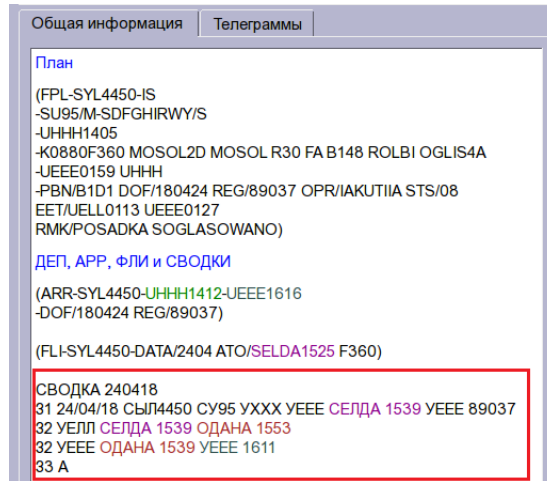 Общая информация
Телеграммы
План
(FPL-SYL4450-IS
-SU95/M-SDFGHIRWY/S
-UHHH1405
-K0880F360 MOSOL2D MOSOL R30 FA B148 ROLBI OGLIS4A
-UEEE0159 UHHH
-PBN/B1D1 DOF/180424 REG/89037 OPR/IAKUTIIA STS/08
EET/UELL0113 UEEE0127
RMK/POSADKA SOGLASOWANO)
ДЕП, АРР, ФЛИ и СВОДКИ
(ARR-SYL4450-UHHH1412-UEEE1616
-DOF/180424 REG/89037)
(FLI-SYL4450-DATA/2404 ATO/SELDA1525 F360)
СВОДКА 240418
31 24/04/18 СЫЛ4450 СУ95 УХХХ УЕЕЕ СЕЛДА 1539 УЕЕЕ 89037
32 УЕЛЛ СЕЛДА 1539 ОДАНА 1553
32 УЕЕЕ ОДАНА 1539 УЕЕЕ 1611
33 А